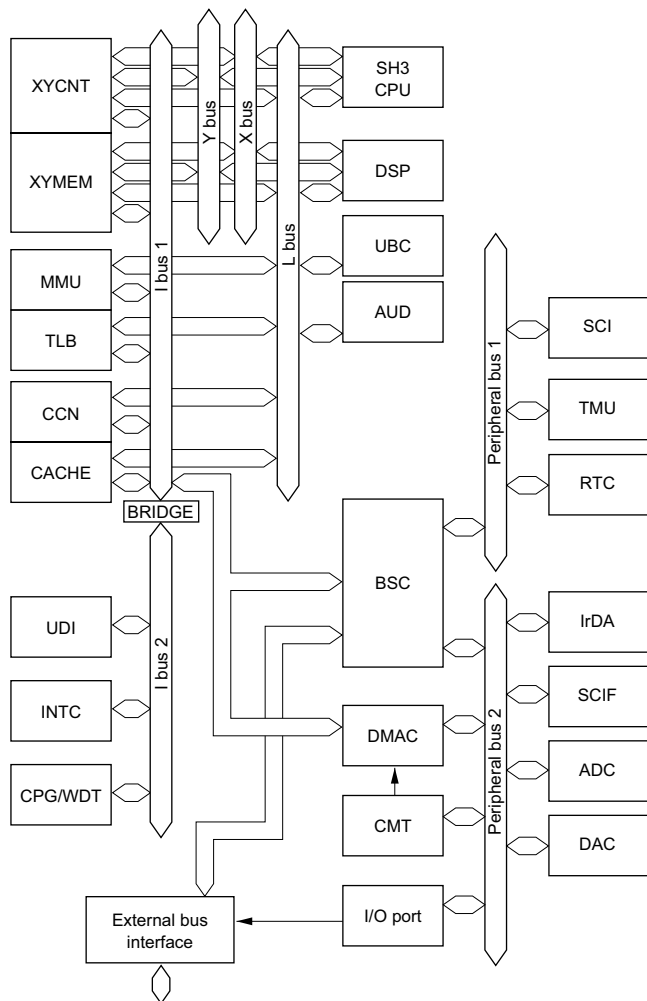 XYCNT
XYMEM
MMU
TLB
CCN
CACHE
I bus 1
Y bus
X bus
L bus
SH3
CPU
DSP
UBC
AUD
BRIDGE
UDI
INTC
CPG/WDT
I bus 2
BSC
DMAC
CMT
I/O port
External bus
interface
Peripheral bus 1
SCI
TMU
RTC
Peripheral bus 2
IrDA
SCIF
ADC
DAC